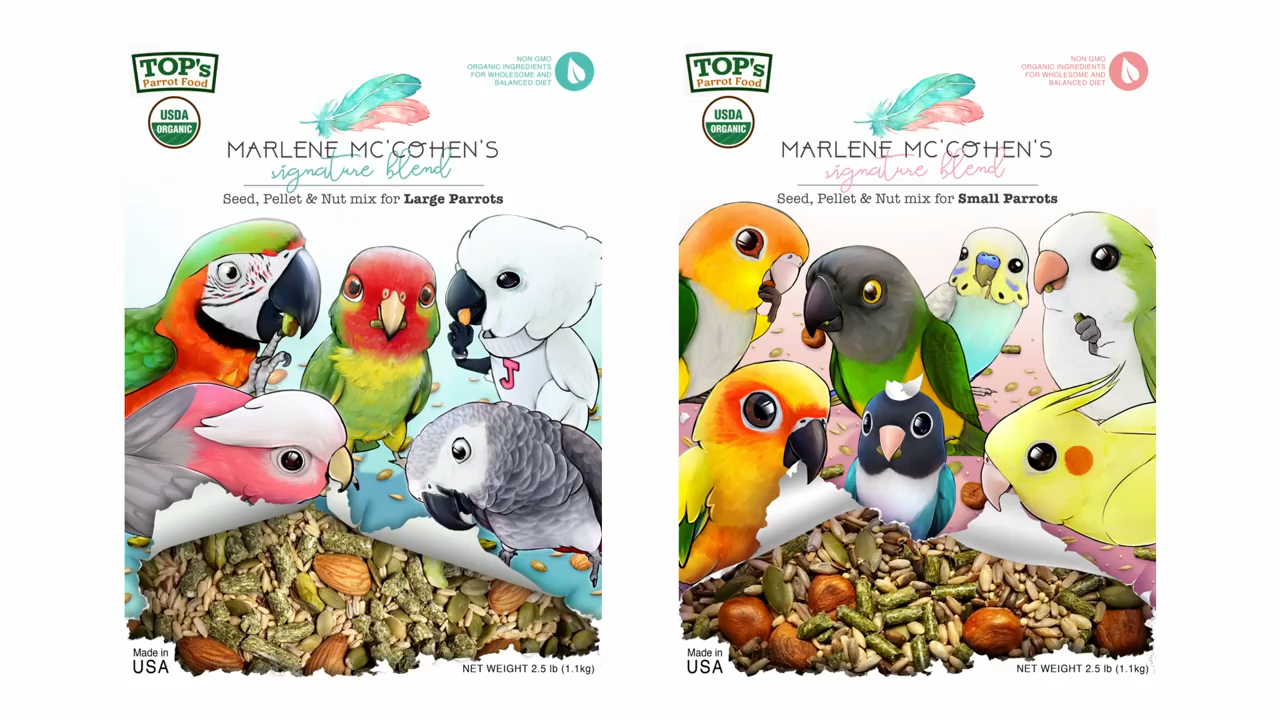 TOP's
Parrot Food
USDA
ORGANIC
NON GMO
ORGANIC INGREDIENTS
FOR WHOLESOME AND
BALANCED DIET
MARLENE MC'COHEN'S
signature blend
Seed, Pellet & Nut mix for Large Parrots
J
Made in
USA
NET WEIGHT 2.5 lb (1.1kg)
TOP's
Parrot Food
USDA
ORGANIC
NON GMO
ORGANIC INGREDIENTS
FOR WHOLESOME AND
BALANCED DIET
MARLENE MC'COHEN'S
signature blend
Seed, Pellet & Nut mix for Small Parrots
Made in
USA
NET WEIGHT 2.5 lb (1.1kg)